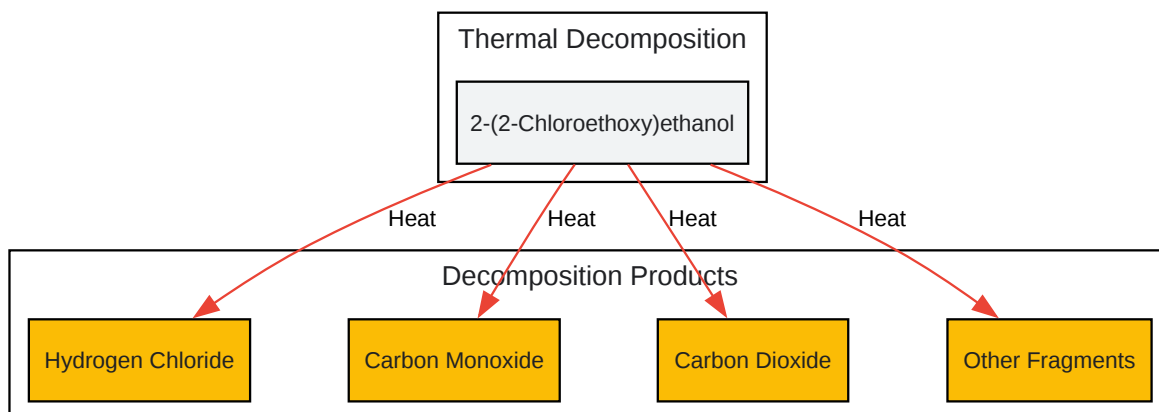 Thermal Decomposition
2-(2-Chloroethoxy)ethanol
Heat
Heat
Heat
Heat
Decomposition Products
Hydrogen Chloride
Carbon Monoxide
Carbon Dioxide
Other Fragments